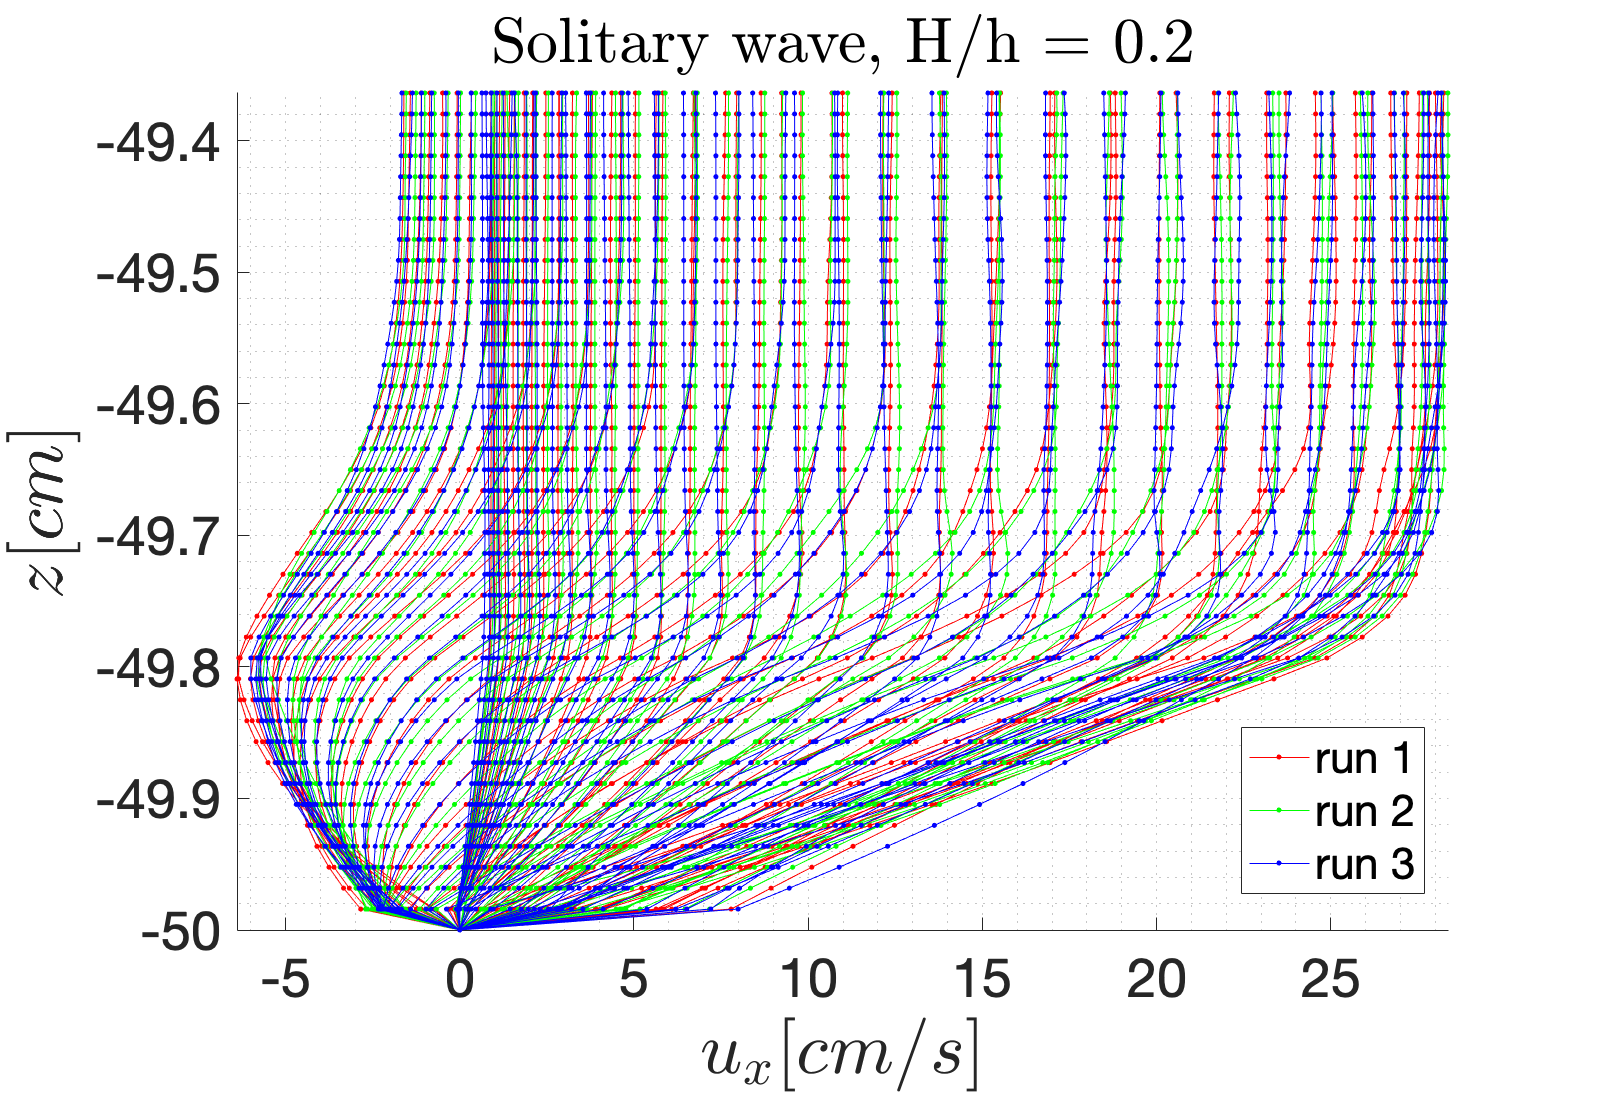 Solitary wave, H/h = 0.2
-49.4
-49.5
-49.6
-49.7
-49.8
-49.9
-50
z[cm]
-5 0 5 10 15 20 25
u_x[cm/s]
run 1
run 2
run 3